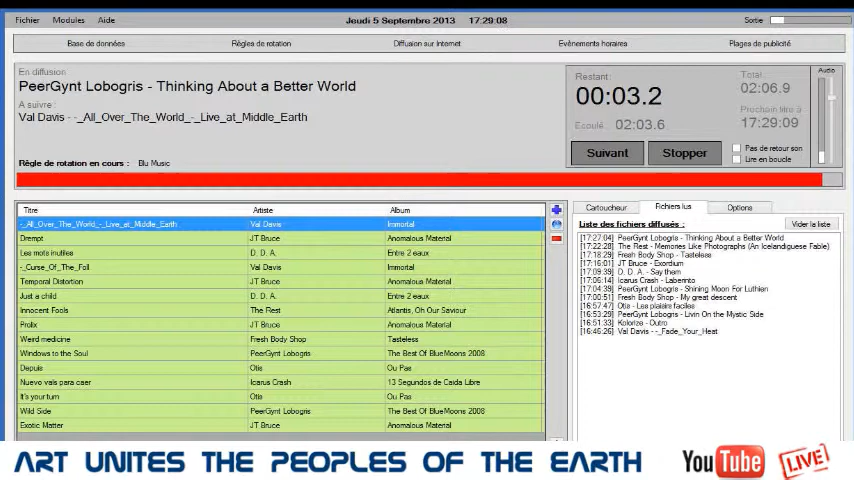 Fichier Modules Aide Jeudi 5 Septembre 2013 17:29:08 Sortie
Base de données Règles de rotation Diffusion sur Internet Evènements horaires Plages de publicité
En diffusion
PeerGynt Lobogris - Thinking About a Better World
A suivre :
Val Davis - -_All_Over_The_World_-_Live_at_Middle_Earth
Règle de rotation en cours : Blu Music
Restant:
00:03.2
Ecoulé: 02:03.6
Total:
02:06.9
Prochain titre à
17:29:09
Audio
Suivant Stopper
Pas de retour son
Lire en boucle
Titre Artiste Album
-_All_Over_The_World_-_Live_at_Middle_Earth Val Davis Immortal
Drempt JT Bruce Anomalous Material
Les mots inutiles D. D. A. Entre 2 eaux
-_Curse_Of_The_Foll Val Davis Immortal
Temporal Distortion JT Bruce Anomalous Material
Just a child D. D. A. Entre 2 eaux
Innocent Fools The Rest Atlantis, Oh Our Saviour
Prolix JT Bruce Anomalous Material
Weird medicine Fresh Body Shop Tasteless
Windows to the Soul PeerGynt Lobogris The Best Of BlueMoons 2008
Depuis Otis Ou Pas
Nuevo vals para caer Icarus Crash 13 Segundos de Caida Libre
It's your turn Otis Ou Pas
Wild Side PeerGynt Lobogris The Best Of BlueMoons 2008
Exotic Matter JT Bruce Anomalous Material
Cartoucheur Fichiers lus Options
Liste des fichiers diffusés : Vider la liste
[17:27:04] PeerGynt Lobogris - Thinking About a Better World
[17:22:28] The Rest - Memories Like Photographs (An Icelandiguese Fable)
[17:18:29] Fresh Body Shop - Tasteless
[17:16:01] JT Bruce - Exordium
[17:09:39] D. D. A. - Say them
[17:06:14] Icarus Crash - Laberinto
[17:04:39] PeerGynt Lobogris - Shining Moon For Luthien
[17:00:51] Fresh Body Shop - My great descent
[16:57:47] Otis - Les plaisirs faciles
[16:53:29] PeerGynt Lobogris - Livin On the Mystic Side
[16:51:33] Kolorize - Outro
[16:46:26] Val Davis - -_Fade_Your_Heat
ART UNITES THE PEOPLES OF THE EARTH YouTube LIVE